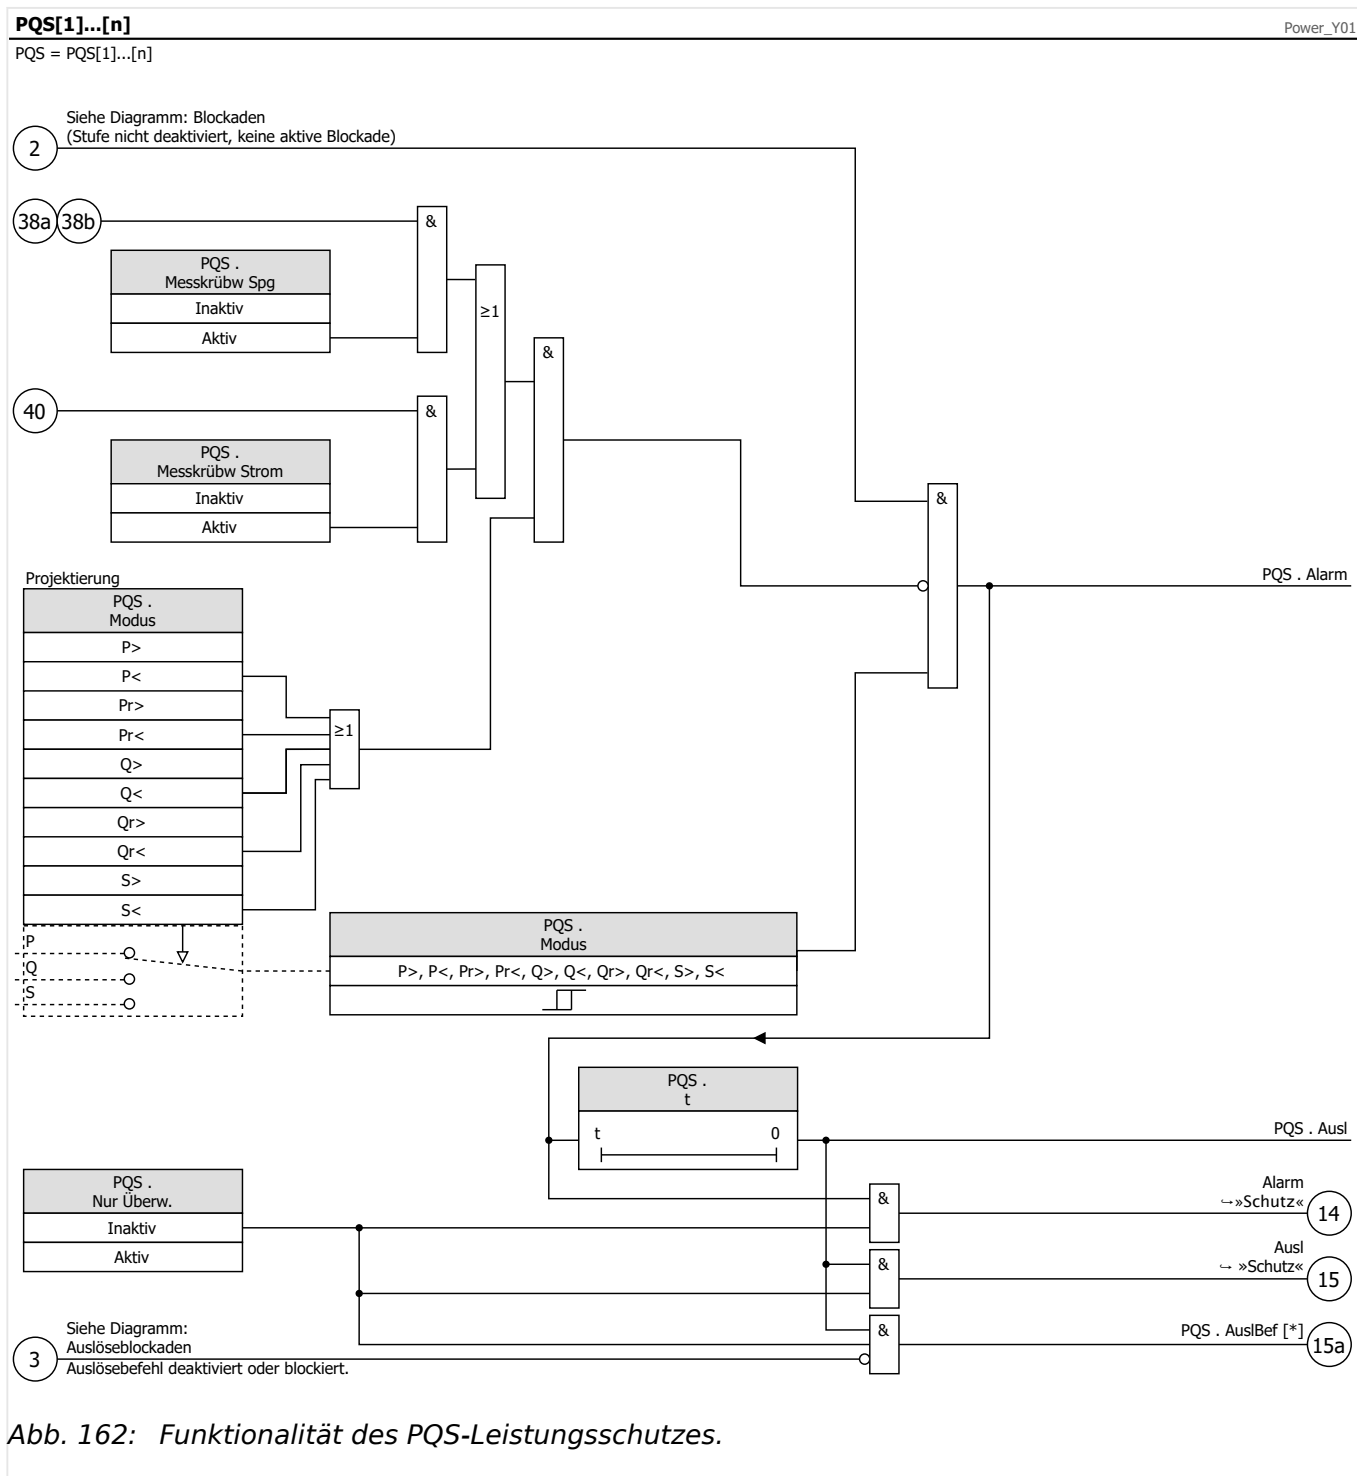 PQS[1]...[n]
Power_Y01
PQS = PQS[1]...[n]
Siehe Diagramm: Blockaden
(Stufe nicht deaktiviert, keine aktive Blockade)
2
38a
38b
&
PQS .
Messkrübw Spg
Inaktiv
Aktiv
≥1
&
40
&
PQS .
Messkrübw Strom
Inaktiv
Aktiv
&
PQS . Alarm
Projektierung
PQS .
Modus
P>
P<
Pr>
Pr<
Q>
Q<
Qr>
Qr<
S>
S<
≥1
P
Q
S
PQS .
Modus
P>, P<, Pr>, Pr<, Q>, Q<, Qr>, Qr<, S>, S<
PQS .
t
t
0
PQS . Ausl
PQS .
Nur Überw.
Inaktiv
Aktiv
&
Alarm
↪»Schutz«
14
&
Ausl
↪ »Schutz«
15
Siehe Diagramm:
Auslöseblockaden
Auslösebefehl deaktiviert oder blockiert.
3
&
PQS . AuslBef [*]
15a
Abb. 162: Funktionalität des PQS-Leistungsschutzes.